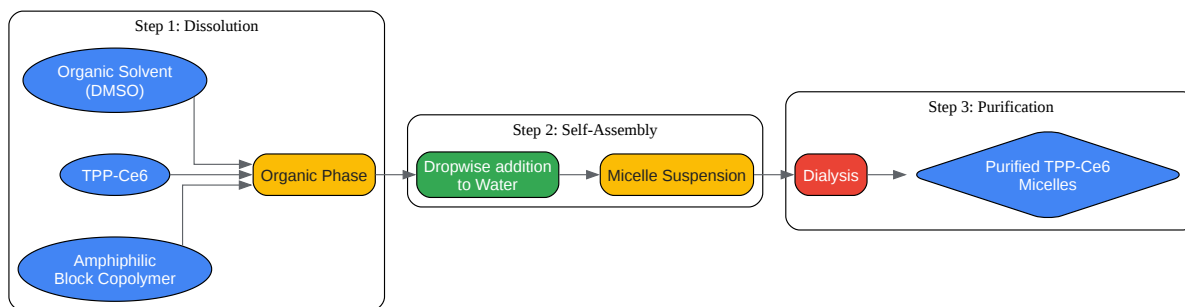 Step 1: Dissolution
Organic Solvent
(DMSO)
TPP-Ce6
Amphiphilic
Block Copolymer
Organic Phase
Step 2: Self-Assembly
Dropwise addition
to Water
Micelle Suspension
Step 3: Purification
Dialysis
Purified TPP-Ce6
Micelles